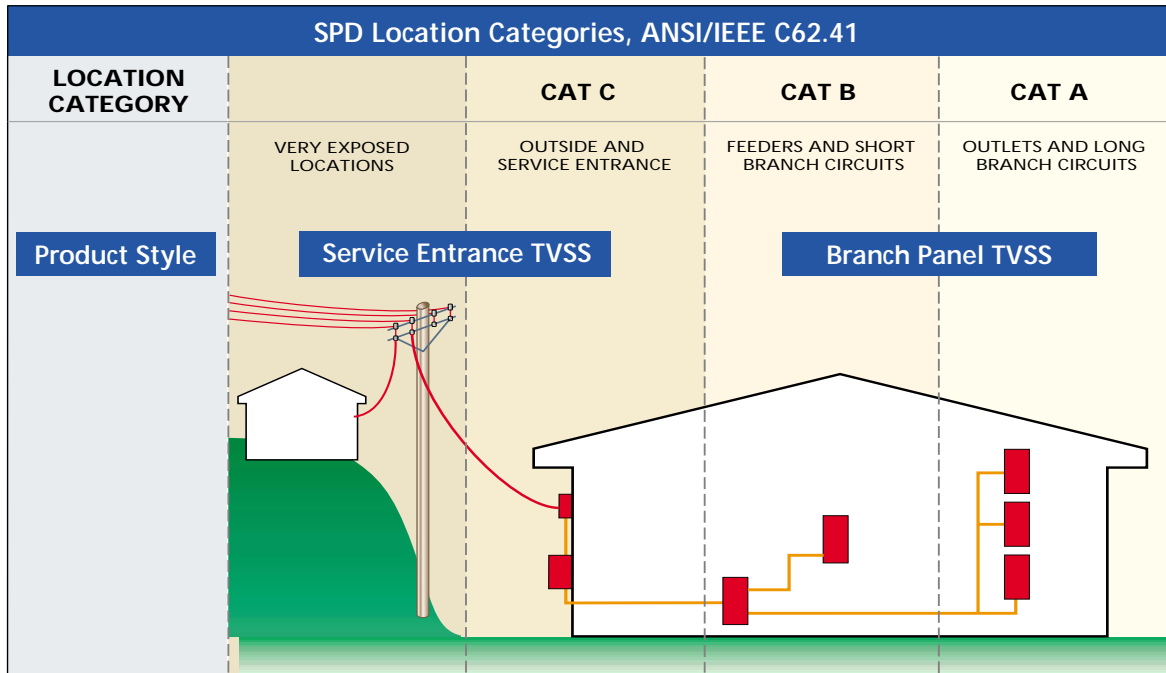 SPD Location Categories, ANSI/IEEE C62.41
LOCATION
CATEGORY
CAT C
CAT B
CAT A
VERY EXPOSED
LOCATIONS
OUTSIDE AND
SERVICE ENTRANCE
FEEDERS AND SHORT
BRANCH CIRCUITS
OUTLETS AND LONG
BRANCH CIRCUITS
Product Style
Service Entrance TVSS
Branch Panel TVSS